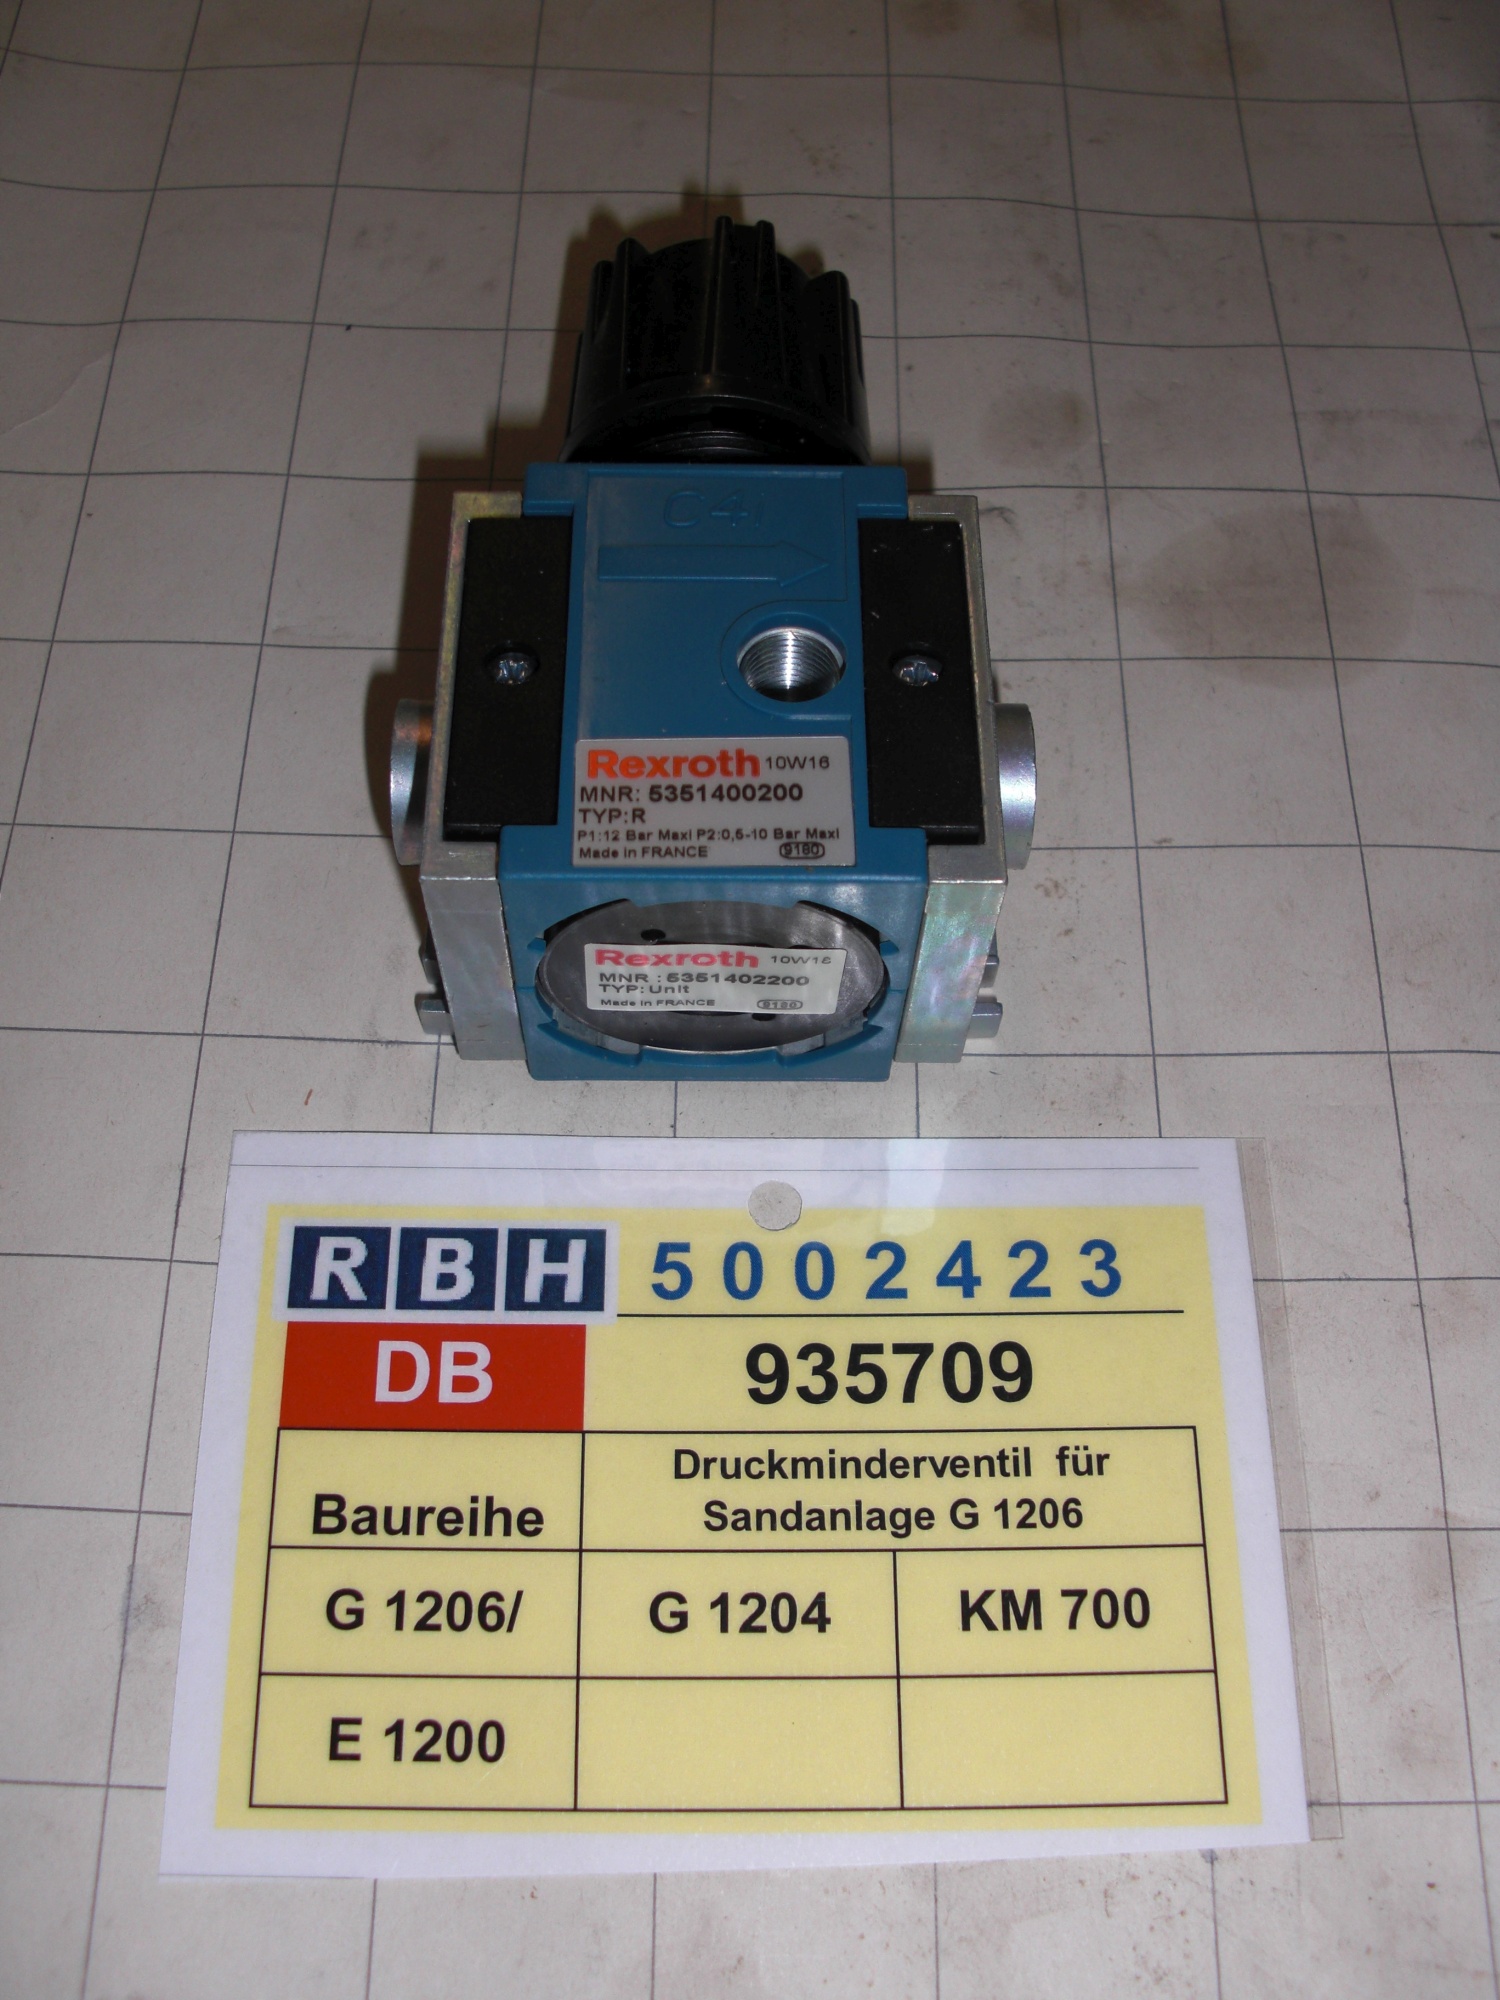 C41
Rexroth 10W16
MNR: 5351400200
TYP:R
P1:12 Bar Maxi P2:0,5-10 Bar Maxi
Made in FRANCE 9180
Rexroth 10W16
MNR : 5351402200
TYP: Unit
Made in FRANCE 9180
RBH 5002423
DB 935709
Baureihe
Druckminderventil für
Sandanlage G 1206
G 1206/ G 1204 KM 700
E 1200